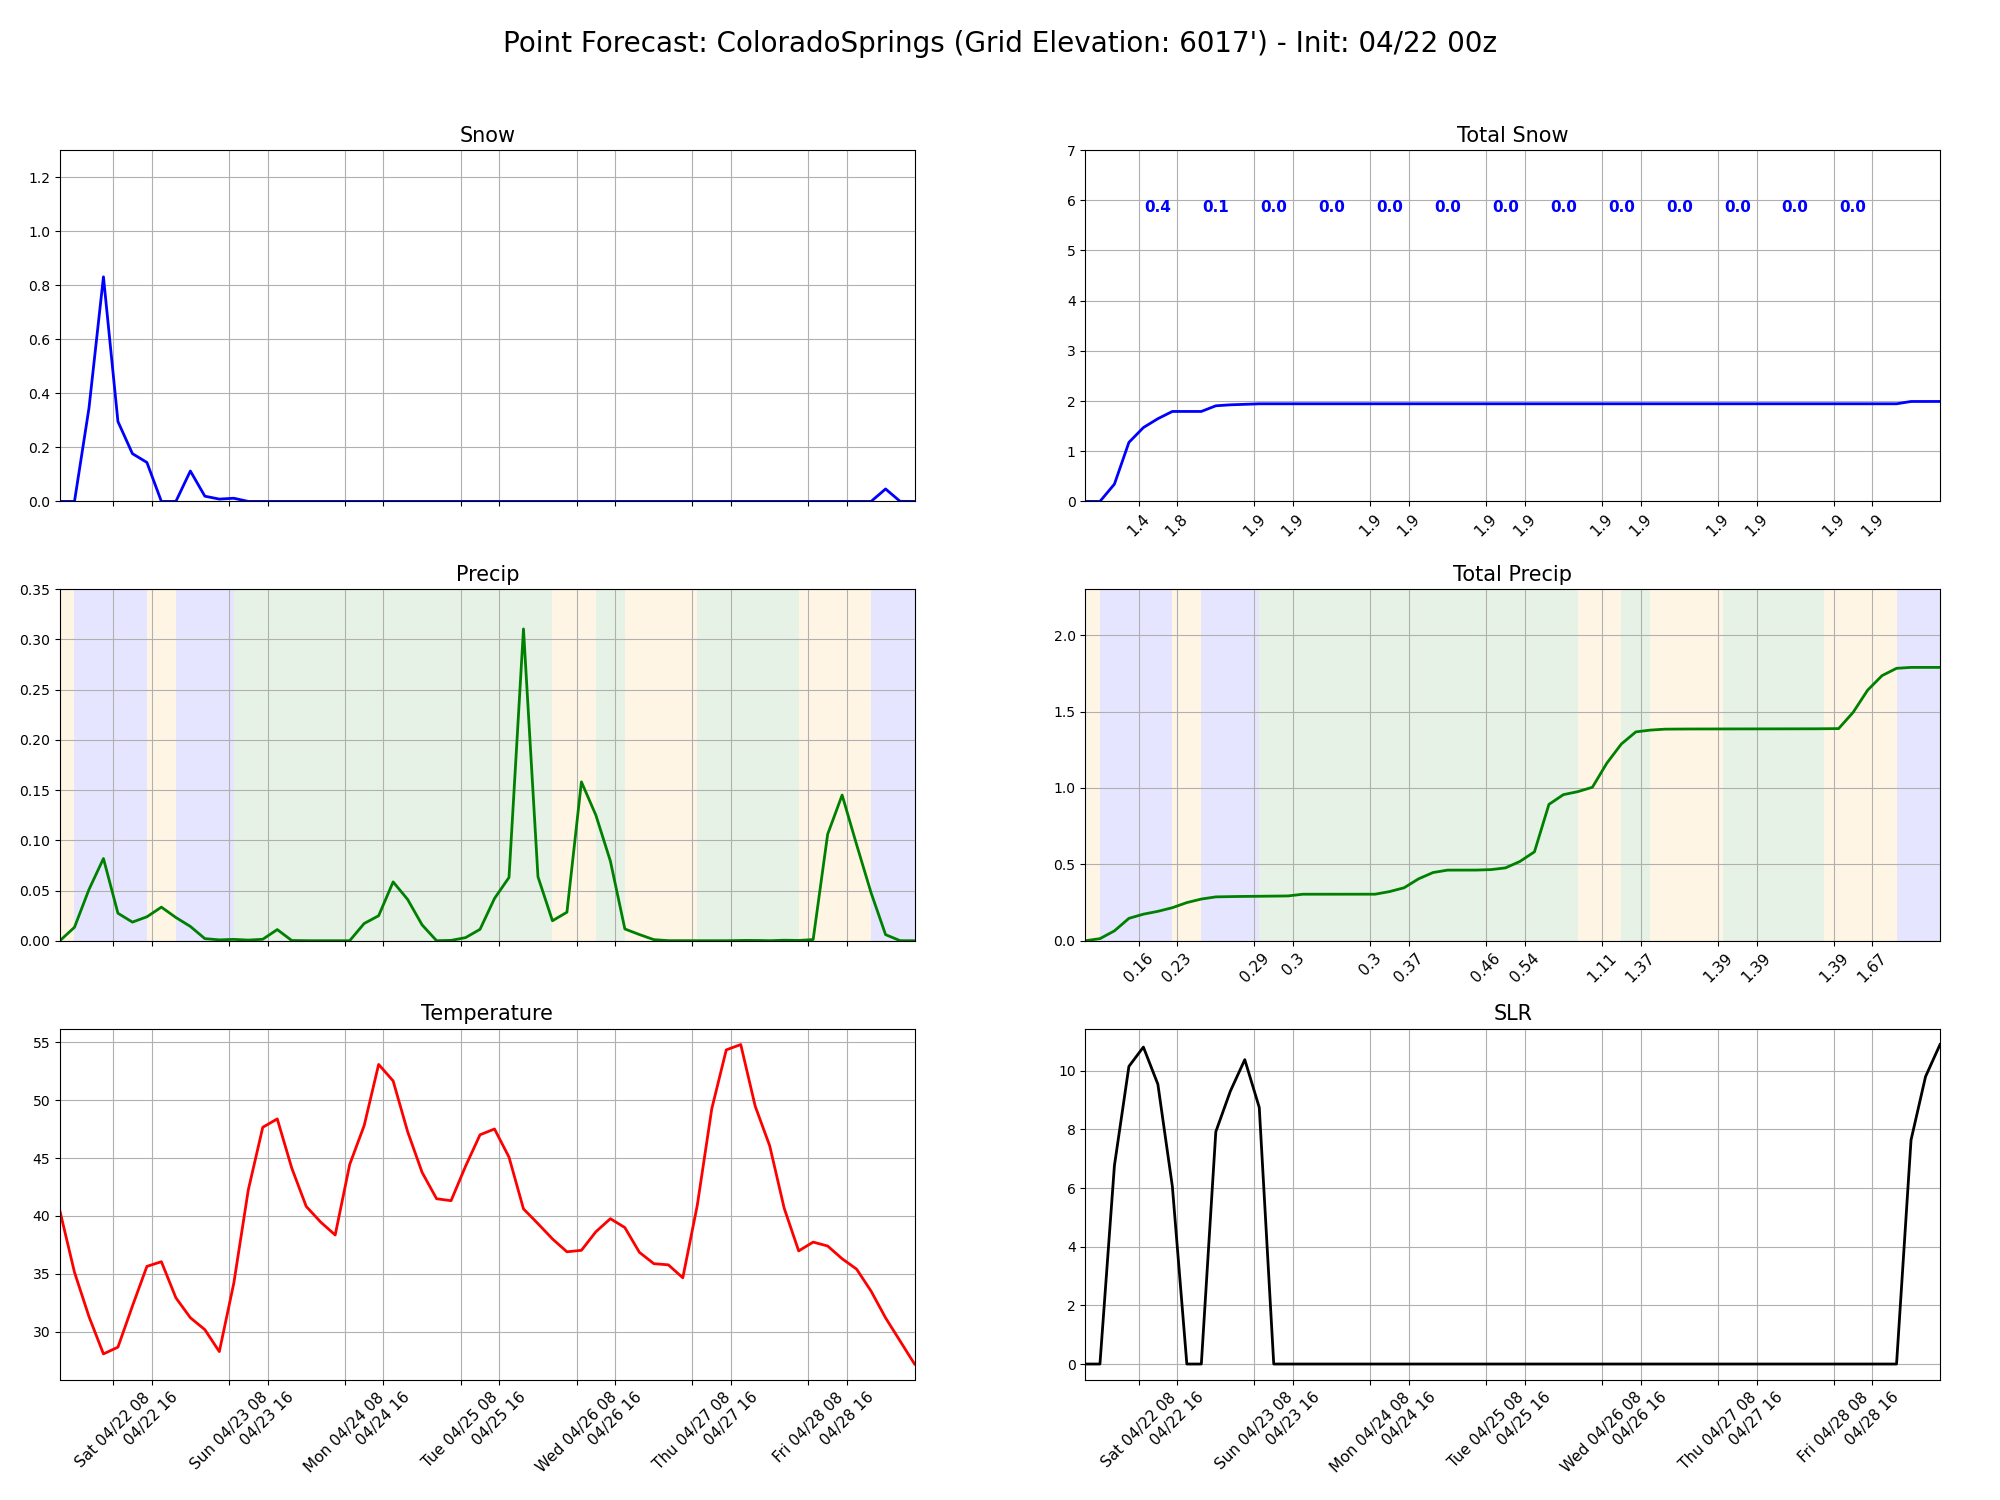 Point Forecast: ColoradoSprings (Grid Elevation: 6017') - Init: 04/22 00z
Snow
1.2
1.0
0.8
0.6
0.4
0.2
0.0
Total Snow
7
6
5
4
3
2
1
0
0.4 0.1 0.0 0.0 0.0 0.0 0.0 0.0 0.0 0.0 0.0 0.0 0.0
1.4 1.8 1.9 1.9 1.9 1.9 1.9 1.9 1.9 1.9 1.9 1.9 1.9 1.9
Precip
0.35
0.30
0.25
0.20
0.15
0.10
0.05
0.00
Total Precip
2.0
1.5
1.0
0.5
0.0
0.16 0.23 0.29 0.3 0.3 0.37 0.46 0.54 1.11 1.37 1.39 1.39 1.39 1.67
Temperature
55
50
45
40
35
30
Sat 04/22 08
04/22 16
Sun 04/23 08
04/23 16
Mon 04/24 08
04/24 16
Tue 04/25 08
04/25 16
Wed 04/26 08
04/26 16
Thu 04/27 08
04/27 16
Fri 04/28 08
04/28 16
SLR
10
8
6
4
2
0
Sat 04/22 08
04/22 16
Sun 04/23 08
04/23 16
Mon 04/24 08
04/24 16
Tue 04/25 08
04/25 16
Wed 04/26 08
04/26 16
Thu 04/27 08
04/27 16
Fri 04/28 08
04/28 16